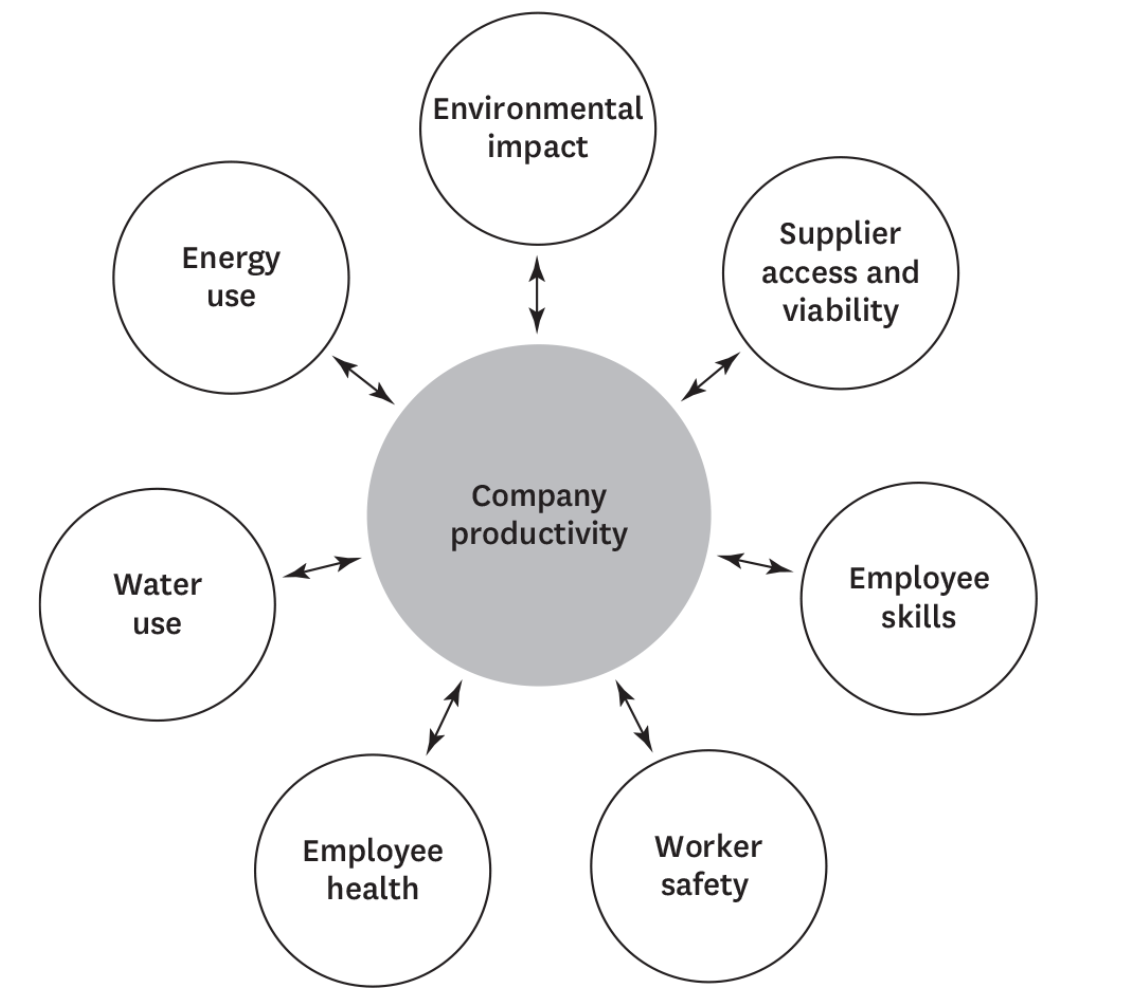 Environmental
impact
Supplier
access and
viability
Energy
use
Company
productivity
Employee
skills
Water
use
Worker
safety
Employee
health